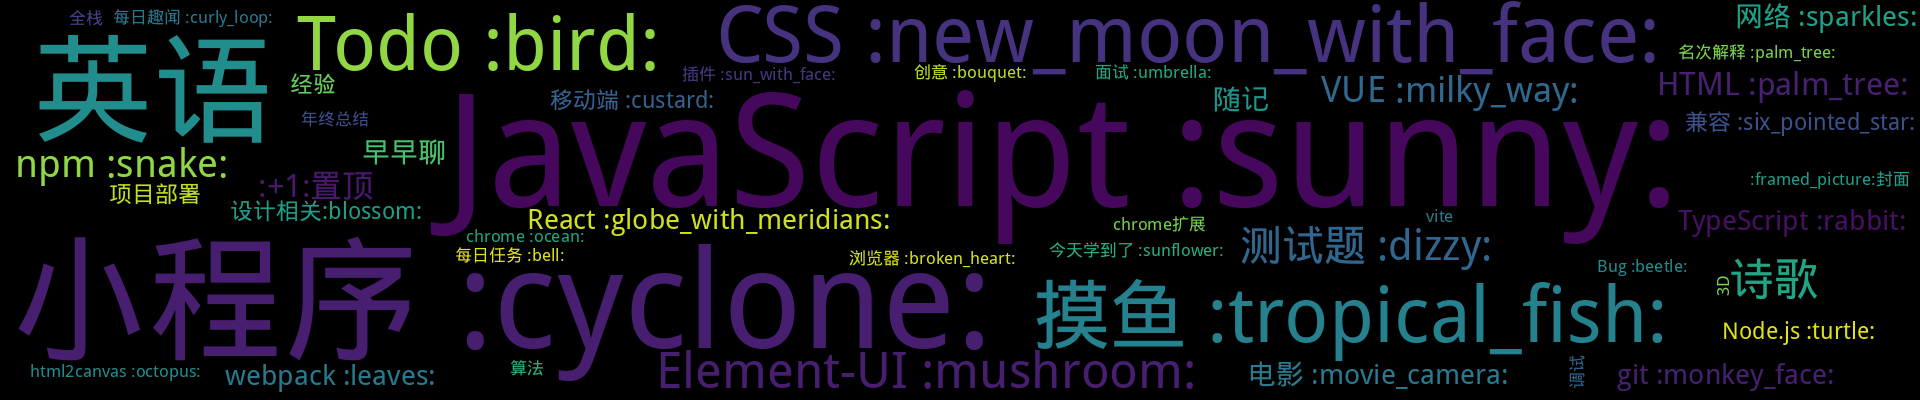 全栈
每日趣闻 :curly_loop:
Todo :bird:
CSS :new_moon_with_face:
网络 :sparkles:
英语
经验
插件 :sun_with_face:
创意 :bouquet:
面试 :umbrella:
名次解释 :palm_tree:
移动端 :custard:
随记
VUE :milky_way:
HTML :palm_tree:
年终总结
JavaScript :sunny:
兼容 :six_pointed_star:
npm :snake:
早早聊
项目部署
:+1:置顶
:framed_picture:封面
设计相关:blossom:
React :globe_with_meridians:
chrome扩展
vite
TypeScript :rabbit:
chrome :ocean:
每日任务 :bell:
浏览器 :broken_heart:
今天学到了 :sunflower:
测试题 :dizzy:
小程序 :cyclone:
摸鱼 :tropical_fish:
Bug :beetle:
3D
诗歌
Node.js :turtle:
html2canvas :octopus:
webpack :leaves:
算法
Element-UI :mushroom:
电影 :movie_camera:
调试
git :monkey_face: